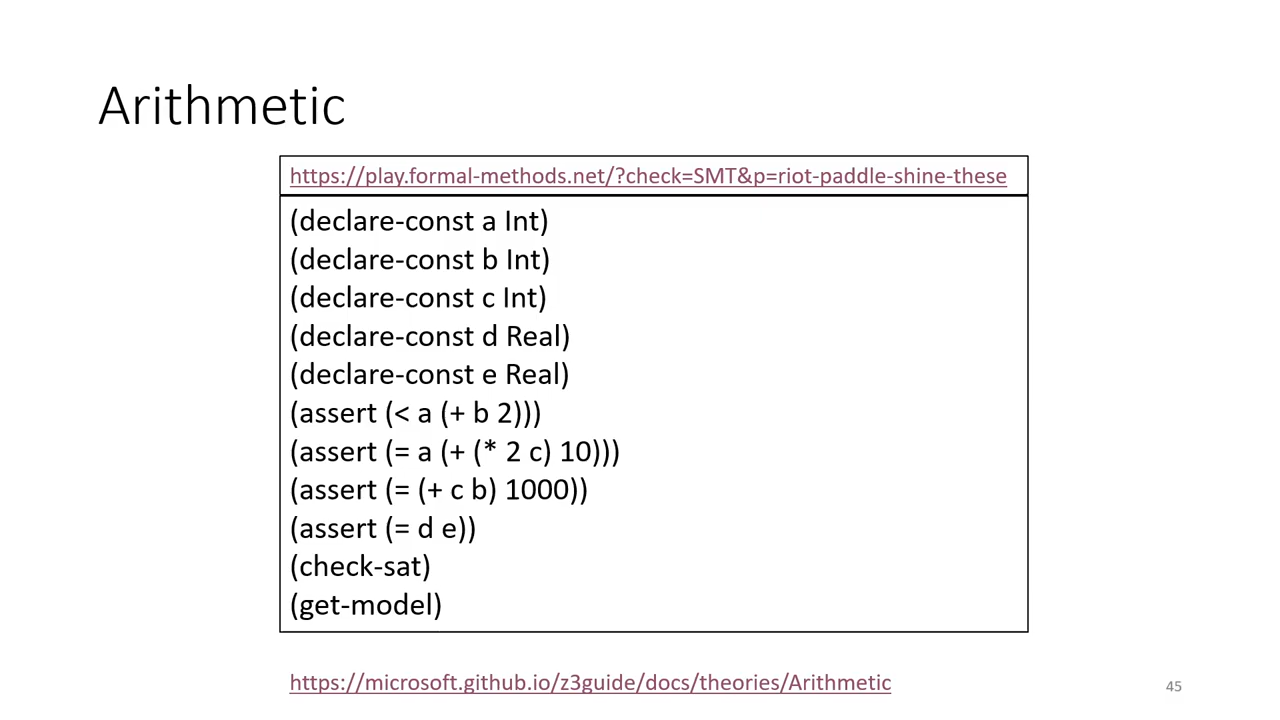 Arithmetic
https://play.formal-methods.net/?check=SMT&p=riot-paddle-shine-these
(declare-const a Int)
(declare-const b Int)
(declare-const c Int)
(declare-const d Real)
(declare-const e Real)
(assert (< a (+ b 2)))
(assert (= a (+ (* 2 c) 10)))
(assert (= (+ c b) 1000))
(assert (= d e))
(check-sat)
(get-model)
https://microsoft.github.io/z3guide/docs/theories/Arithmetic
45